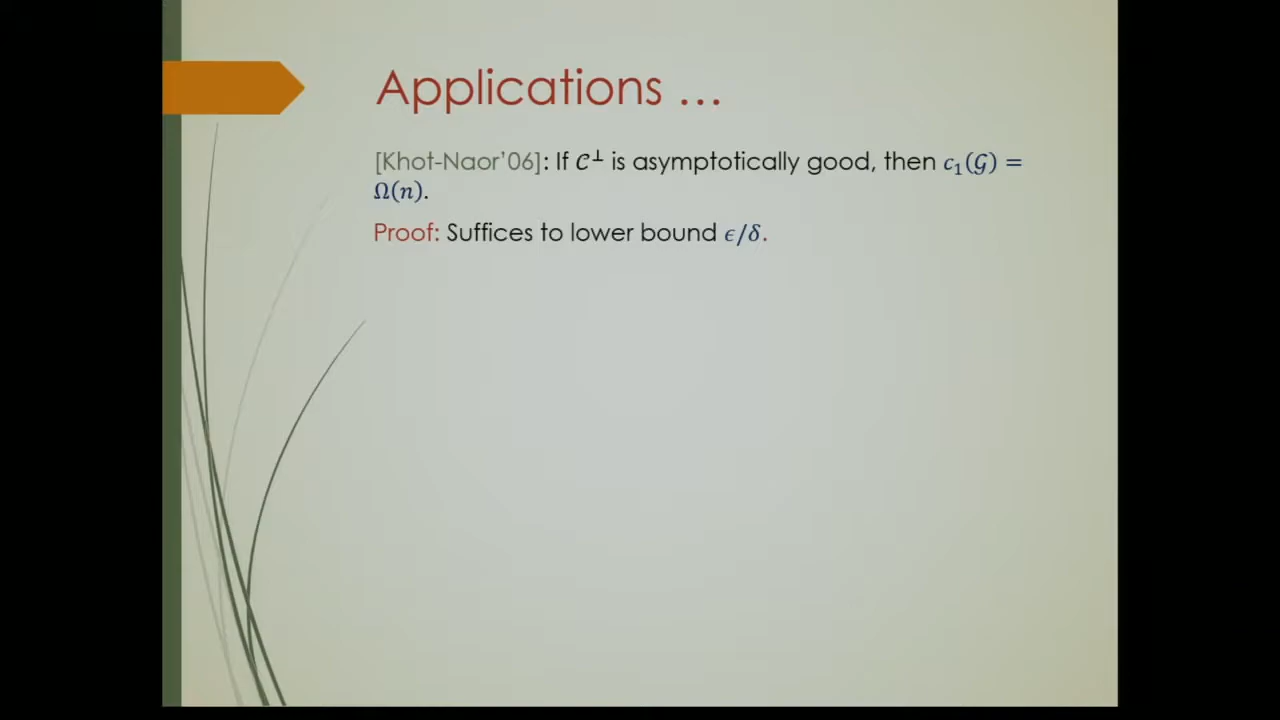 Applications …
[Khot-Naor’06]: If 𝒞⊥ is asymptotically good, then c₁(𝒢) =
Ω(n).
Proof: Suffices to lower bound ϵ/δ.